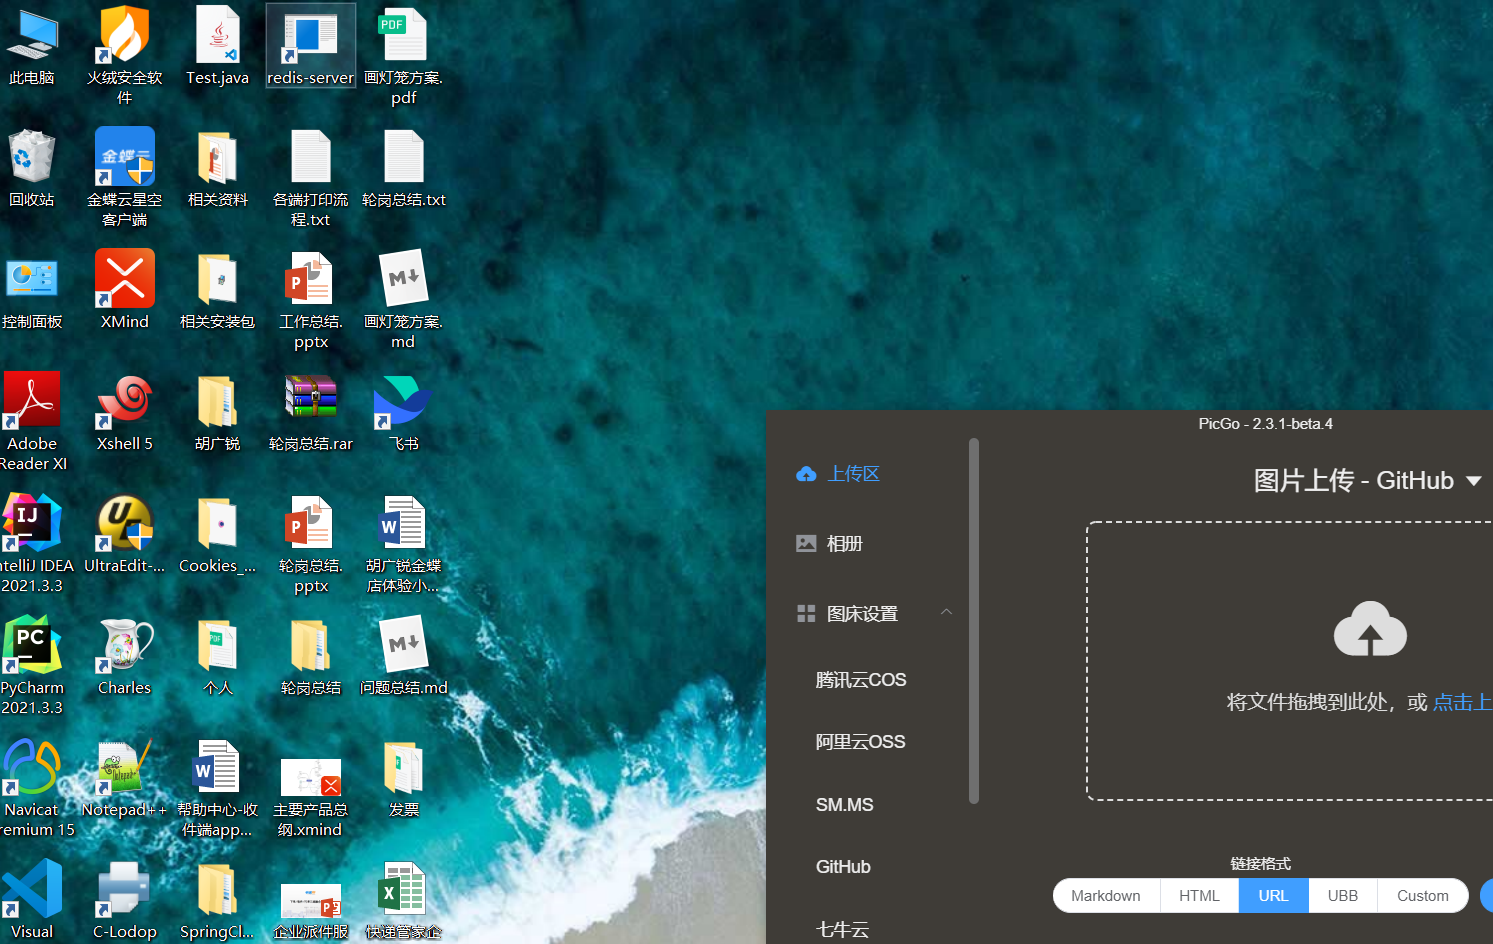 此电脑
火绒安全软
件
Test.java
redis-server
PDF
画灯笼方案.
pdf
回收站
金蝶云
金蝶云星空
客户端
相关资料
各端打印流
程.txt
轮岗总结.txt
控制面板
XMind
相关安装包
P
工作总结.
pptx
M
画灯笼方案.
md
Adobe
Reader XI
Xshell 5
胡广锐
轮岗总结.rar
飞书
IJ
ntelliJ IDEA
2021.3.3
UE
UltraEdit-...
Cookies_...
P
轮岗总结.
pptx
W
胡广锐金蝶
店体验小...
PC
PyCharm
2021.3.3
Charles
PDF
个人
轮岗总结
M
问题总结.md
Navicat
remium 15
Notepad++
W
帮助中心-收
件端app...
主要产品总
纲.xmind
发票
Visual
C-Lodop
SpringCl...
P
企业派件服
X
快递管家企
PicGo - 2.3.1-beta.4
上传区
图片上传 - GitHub
相册
图床设置
腾讯云COS
将文件拖拽到此处，或 点击上
阿里云OSS
SM.MS
GitHub
链接格式
Markdown
HTML
URL
UBB
Custom
七牛云